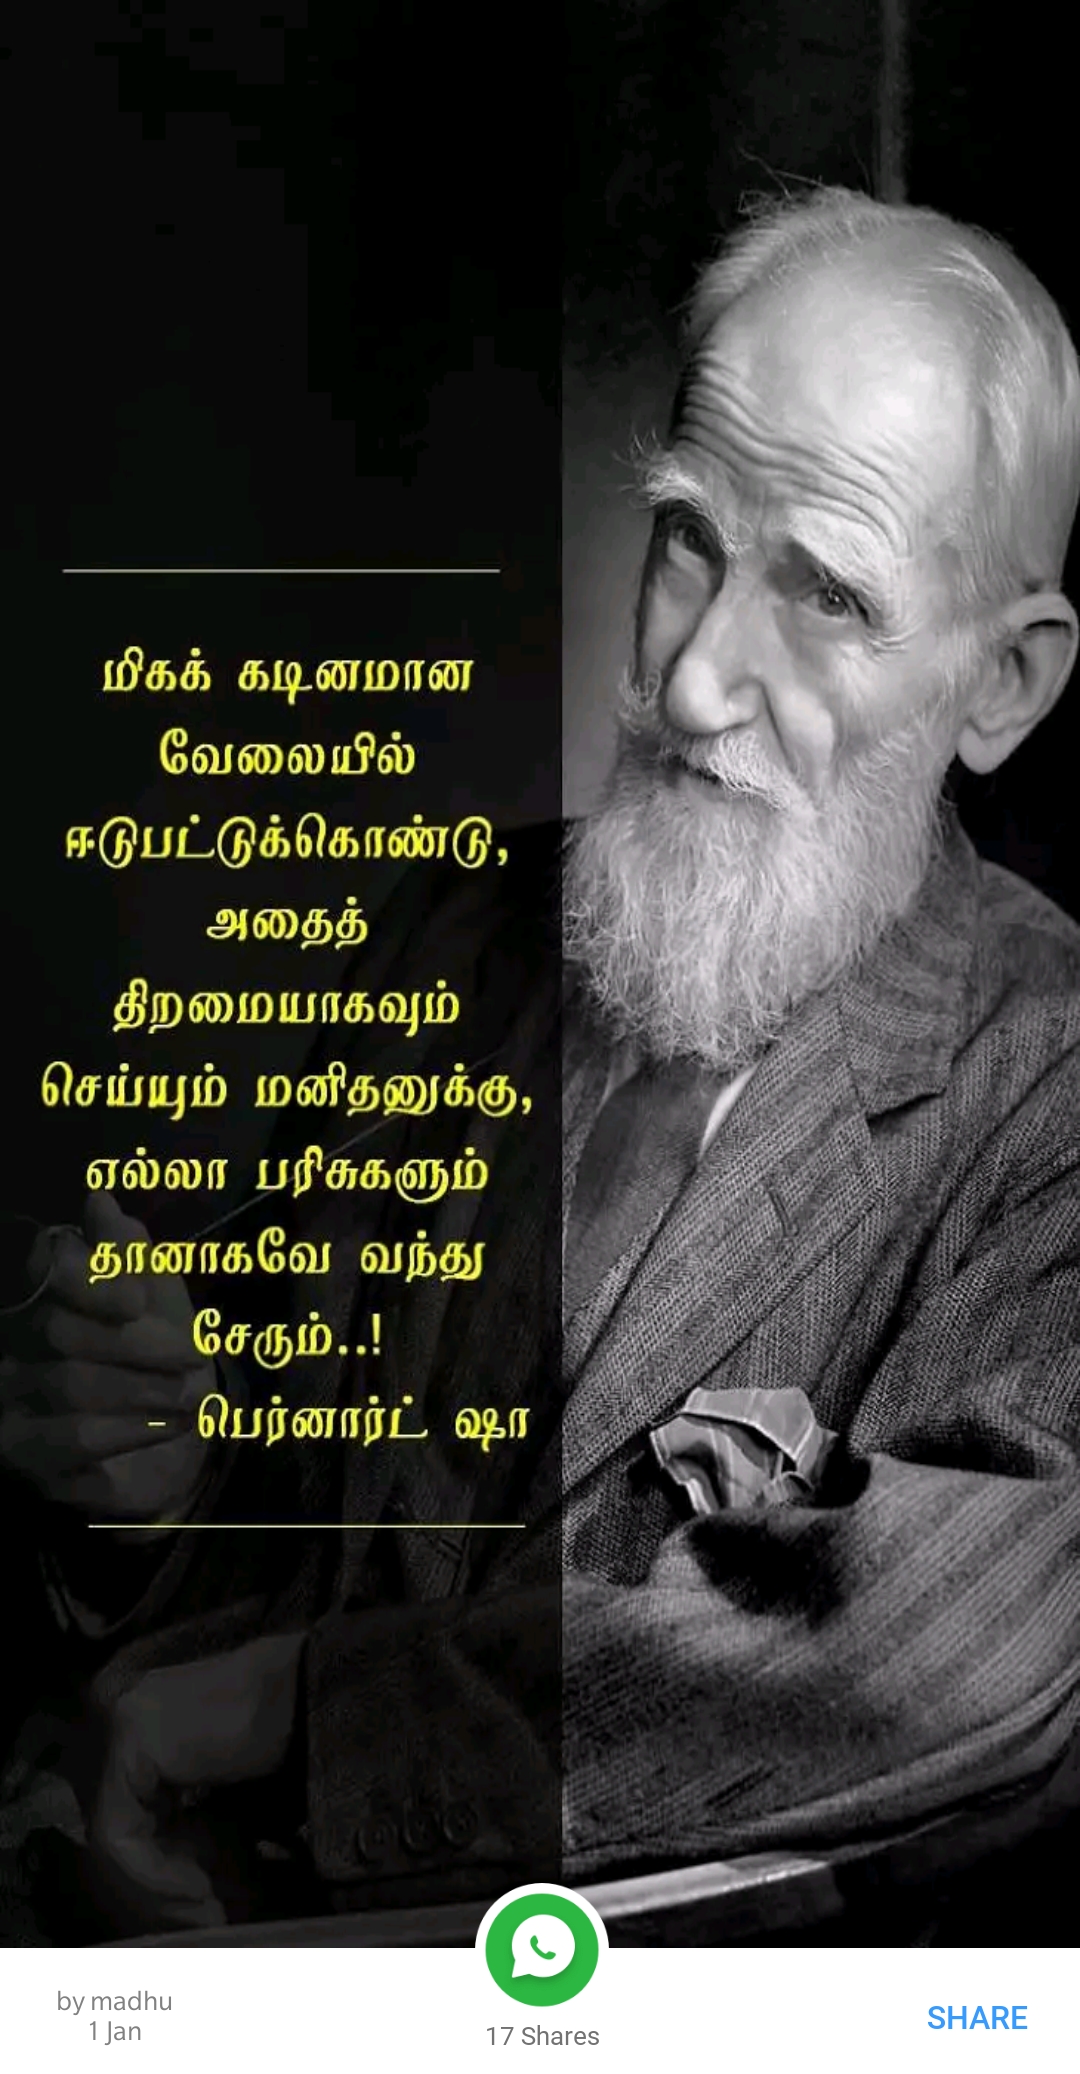 மிகக் கடினமான
வேலையில்
ஈடுபட்டுக்கொண்டு,
அதைத்
திறமையாகவும்
செய்யும் மனிதனுக்கு,
எல்லா பரிசுகளும்
தானாகவே வந்து
சேரும்..!
- பெர்னார்ட் ஷா
by madhu
1 Jan
17 Shares
SHARE